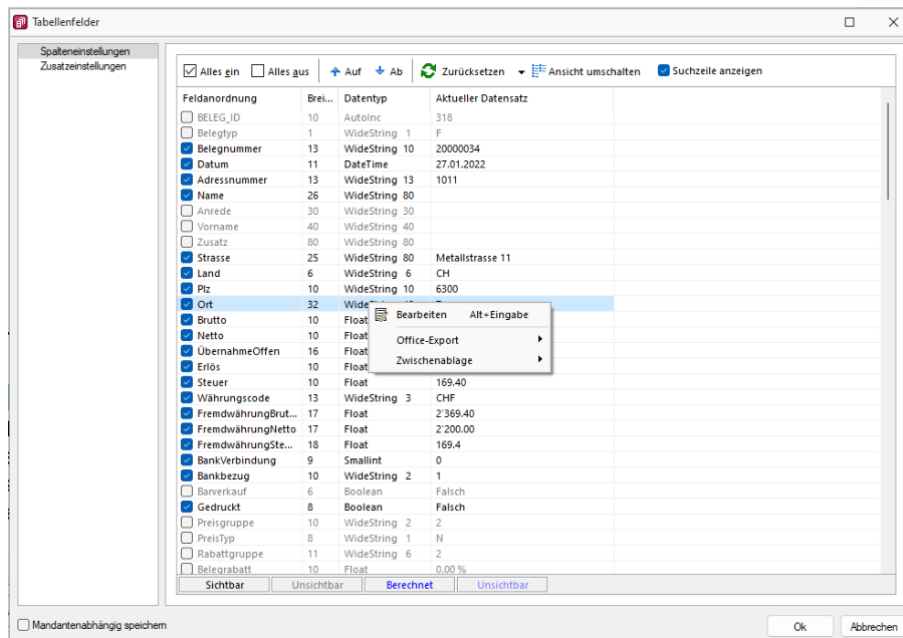 Tabellenfelder
Spalteneinstellungen
Zusatzeinstellungen
Alles ein Alles aus Auf Ab Zurücksetzen Ansicht umschalten Suchzeile anzeigen
Feldanordnung Brei... Datentyp Aktueller Datensatz
BELEG_ID 10 AutoInc 318
Belegtyp 1 WideString 1 F
Belegnummer 13 WideString 10 20000034
Datum 11 DateTime 27.01.2022
Adressnummer 13 WideString 13 1011
Name 26 WideString 80
Anrede 30 WideString 30
Vorname 40 WideString 40
Zusatz 80 WideString 80
Strasse 25 WideString 80 Metallstrasse 11
Land 6 WideString 6 CH
Plz 10 WideString 10 6300
Ort 32
Brutto 10 Float
Netto 10 Float
ÜbernahmeOffen 16 Float
Erlös 10 Float
Bearbeiten Alt+Eingabe
Office-Export
Zwischenablage
Steuer 10 Float 169.40
Währungscode 13 WideString 3 CHF
FremdwährungBrut... 17 Float 2'369.40
FremdwährungNetto 17 Float 2'200.00
FremdwährungSte... 18 Float 169.4
BankVerbindung 9 Smallint 0
Bankbezug 10 WideString 2 1
Barverkauf 6 Boolean Falsch
Gedruckt 8 Boolean Falsch
Preisgruppe 10 WideString 2 2
PreisTyp 8 WideString 1 N
Rabattgruppe 11 WideString 6 2
Belegrabatt 10 Float 0.00 %
Sichtbar Unsichtbar Berechnet Unsichtbar
Mandantenabhängig speichern
Ok Abbrechen